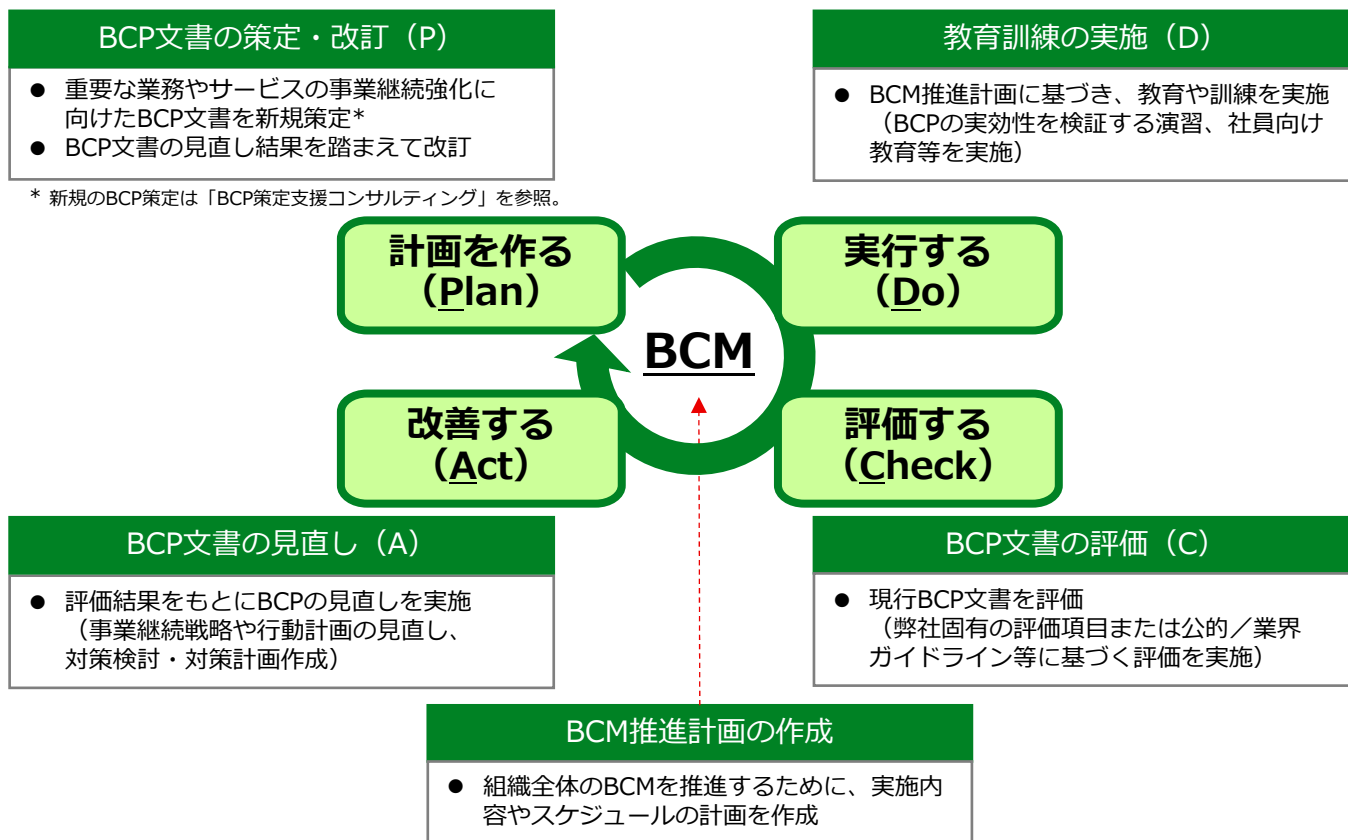 BCP文書の策定・改訂（P）
● 重要な業務やサービスの事業継続強化に
向けたBCP文書を新規策定*
● BCP文書の見直し結果を踏まえて改訂
* 新規のBCP策定は「BCP策定支援コンサルティング」を参照。
教育訓練の実施（D）
● BCM推進計画に基づき、教育や訓練を実施
（BCPの実効性を検証する演習、社員向け
教育等を実施）
計画を作る
（Plan）
実行する
（Do）
BCM
改善する
（Act）
評価する
（Check）
BCP文書の見直し（A）
● 評価結果をもとにBCPの見直しを実施
（事業継続戦略や行動計画の見直し、
対策検討・対策計画作成）
BCP文書の評価（C）
● 現行BCP文書を評価
（弊社固有の評価項目または公的／業界
ガイドライン等に基づく評価を実施）
BCM推進計画の作成
● 組織全体のBCMを推進するために、実施内
容やスケジュールの計画を作成